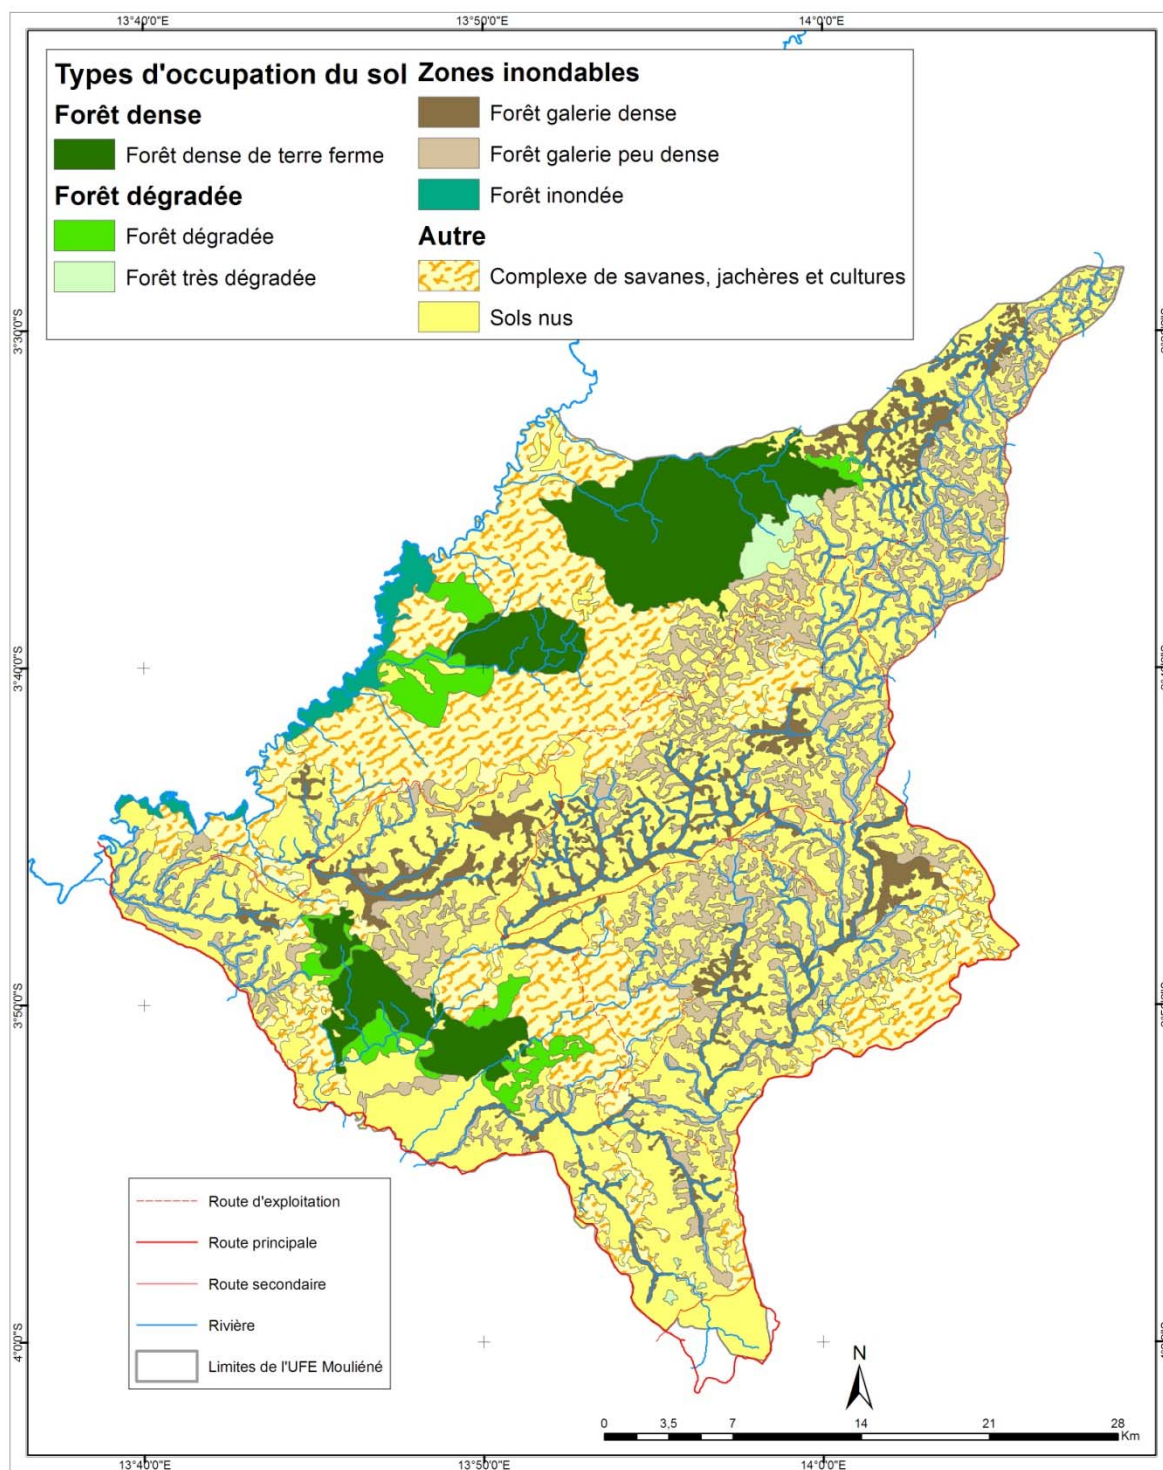 13°40'0"E 13°50'0"E 14°0'0"E
Types d'occupation du sol
Forêt dense
Forêt dense de terre ferme
Forêt dégradée
Forêt dégradée
Forêt très dégradée
Zones inondables
Forêt galerie dense
Forêt galerie peu dense
Forêt inondée
Autre
Complexe de savanes, jachères et cultures
Sols nus
3°30'0"S
3°40'0"S
3°50'0"S
4°0'0"S
Route d'exploitation
Route principale
Route secondaire
Rivière
Limites de l'UFE Mouliéné
N
0 3,5 7 14 21 28
Km
13°40'0"E 13°50'0"E 14°0'0"E